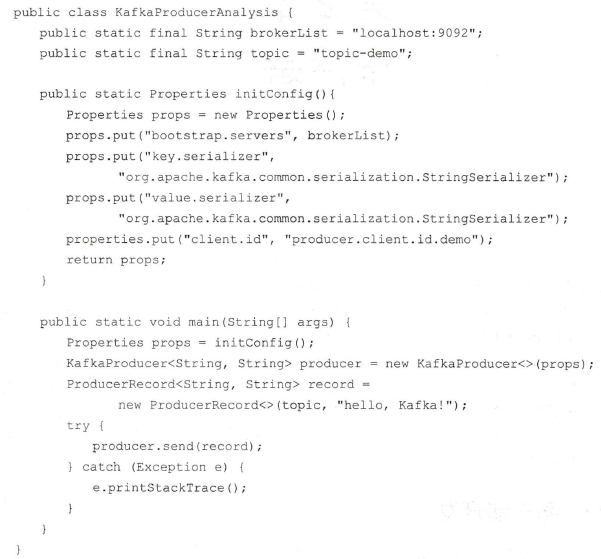 public class KafkaProducerAnalysis {
    public static final String brokerList = "localhost:9092";
    public static final String topic = "topic-demo";

    public static Properties initConfig(){
        Properties props = new Properties();
        props.put("bootstrap.servers", brokerList);
        props.put("key.serializer",
                "org.apache.kafka.common.serialization.StringSerializer");
        props.put("value.serializer",
                "org.apache.kafka.common.serialization.StringSerializer");
        properties.put("client.id", "producer.client.id.demo");
        return props;
    }

    public static void main(String[] args) {
        Properties props = initConfig();
        KafkaProducer<String, String> producer = new KafkaProducer<>(props);
        ProducerRecord<String, String> record =
                new ProducerRecord<>(topic, "hello, Kafka!");
        try {
            producer.send(record);
        } catch (Exception e) {
            e.printStackTrace();
        }
    }
}